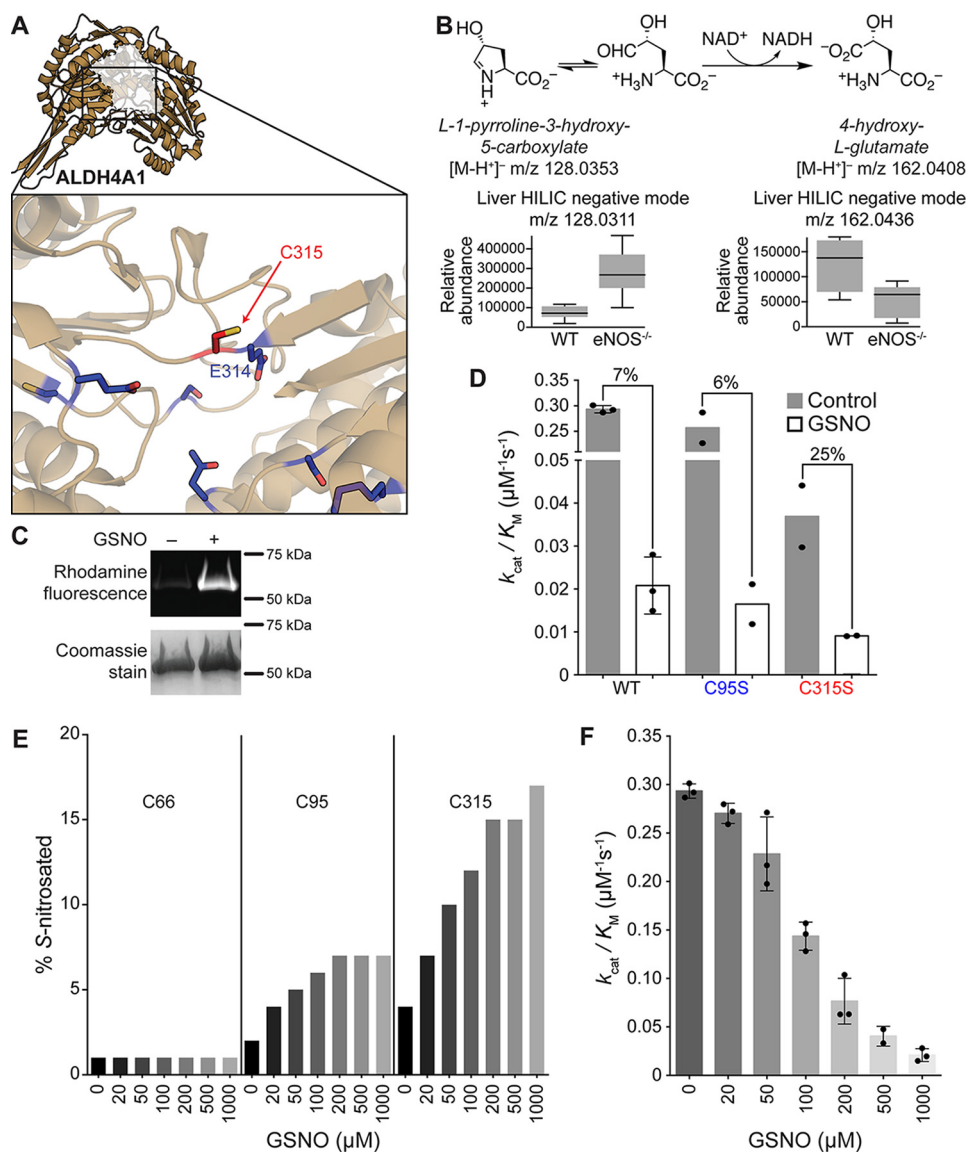 A
ALDH4A1
C315
E314
B
HO
N
H
+
CO₂⁻
OH
OHC
⁺H₃N
CO₂⁻
NAD⁺
NADH
OH
⁻O₂C
⁺H₃N
CO₂⁻
L-1-pyrroline-3-hydroxy-
5-carboxylate
[M-H⁺]⁻ m/z 128.0353
4-hydroxy-
L-glutamate
[M-H⁺]⁻ m/z 162.0408
Liver HILIC negative mode
m/z 128.0311
Relative
abundance
400000
300000
200000
100000
0
WT
eNOS⁻/⁻
Liver HILIC negative mode
m/z 162.0436
Relative
abundance
150000
100000
50000
0
WT
eNOS⁻/⁻
C
GSNO
–
+
Rhodamine
fluorescence
75 kDa
50 kDa
Coomassie
stain
75 kDa
50 kDa
D
kcat / KM (µM⁻¹s⁻¹)
0.30
0.25
0.05
0.04
0.03
0.02
0.01
0
7%
6%
25%
Control
GSNO
WT
C95S
C315S
E
% S-nitrosated
20
15
10
5
0
C66
C95
C315
0 20 50 100 200 500 1000
0 20 50 100 200 500 1000
0 20 50 100 200 500 1000
GSNO (µM)
F
kcat / KM (µM⁻¹s⁻¹)
0.35
0.30
0.25
0.20
0.15
0.10
0.05
0.00
0 20 50 100 200 500 1000
GSNO (µM)